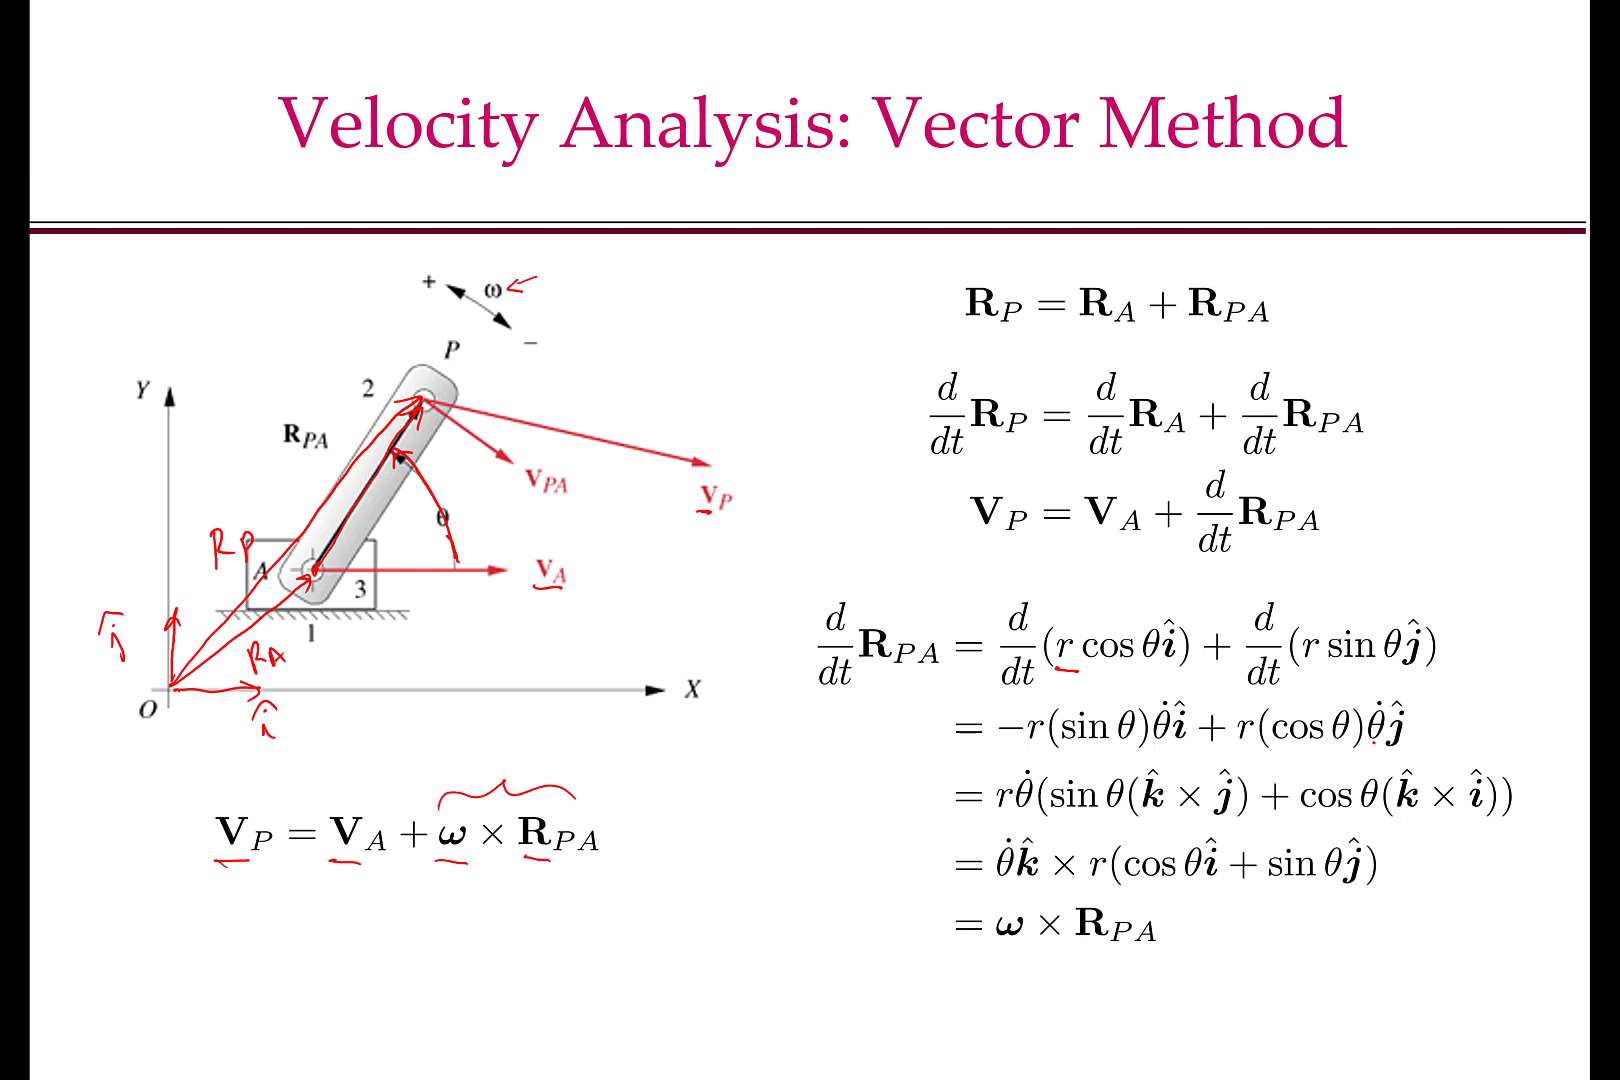 Velocity Analysis: Vector Method
+ ω
−
P
Y
2
R_PA
V_PA
V_P
θ
R_P
A
V_A
3
1
ĵ
R_A
X
O
î
V_P = V_A + ω × R_PA
R_P = R_A + R_PA
d/dt R_P = d/dt R_A + d/dt R_PA
V_P = V_A + d/dt R_PA
d/dt R_PA = d/dt (r cos θ î) + d/dt (r sin θ ĵ)
= −r(sin θ)θ̇ î + r(cos θ)θ̇ ĵ
= rθ̇(sin θ(k̂ × ĵ) + cos θ(k̂ × î))
= θ̇ k̂ × r(cos θ î + sin θ ĵ)
= ω × R_PA